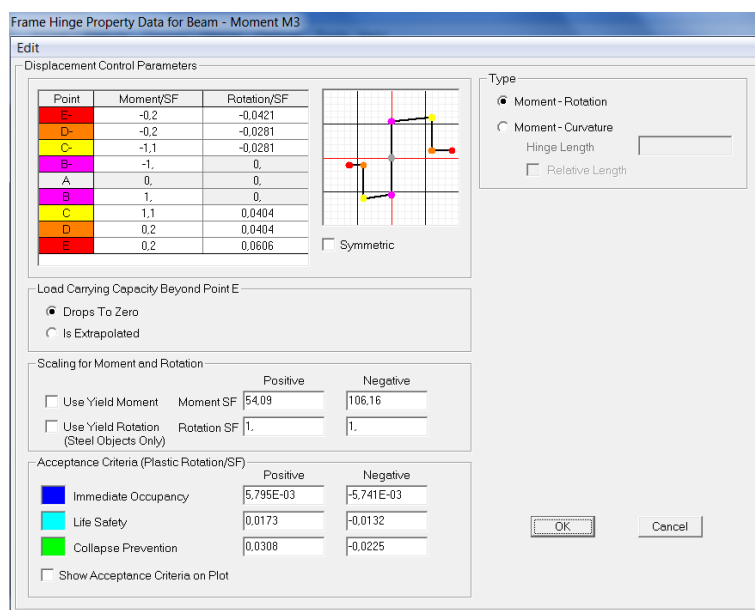 Frame Hinge Property Data for Beam - Moment M3
Edit
Displacement Control Parameters
Point Moment/SF Rotation/SF
E- -0,2 -0,0421
D- -0,2 -0,0281
C- -1,1 -0,0281
B- -1, 0,
A 0, 0,
B 1, 0,
C 1,1 0,0404
D 0,2 0,0404
E 0,2 0,0606
Symmetric
Type
Moment - Rotation
Moment - Curvature
Hinge Length
Relative Length
Load Carrying Capacity Beyond Point E
Drops To Zero
Is Extrapolated
Scaling for Moment and Rotation
Positive Negative
Use Yield Moment Moment SF 54,09 106,16
Use Yield Rotation Rotation SF 1, 1,
(Steel Objects Only)
Acceptance Criteria (Plastic Rotation/SF)
Positive Negative
Immediate Occupancy 5,795E-03 -5,741E-03
Life Safety 0,0173 -0,0132
Collapse Prevention 0,0308 -0,0225
Show Acceptance Criteria on Plot
OK Cancel